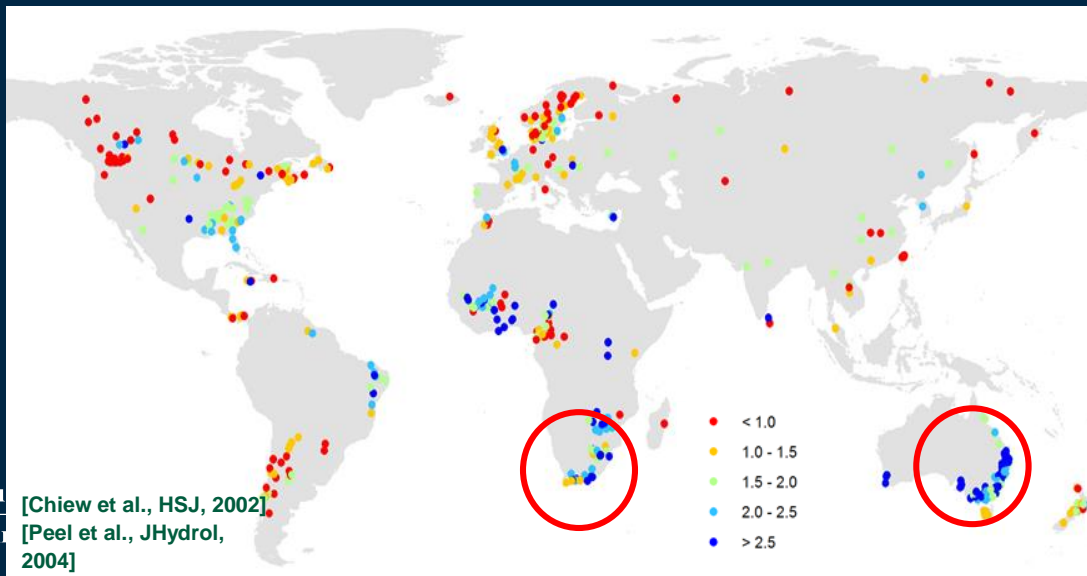 < 1.0
1.0 - 1.5
1.5 - 2.0
2.0 - 2.5
> 2.5
[Chiew et al., HSJ, 2002]
[Peel et al., JHydrol,
2004]